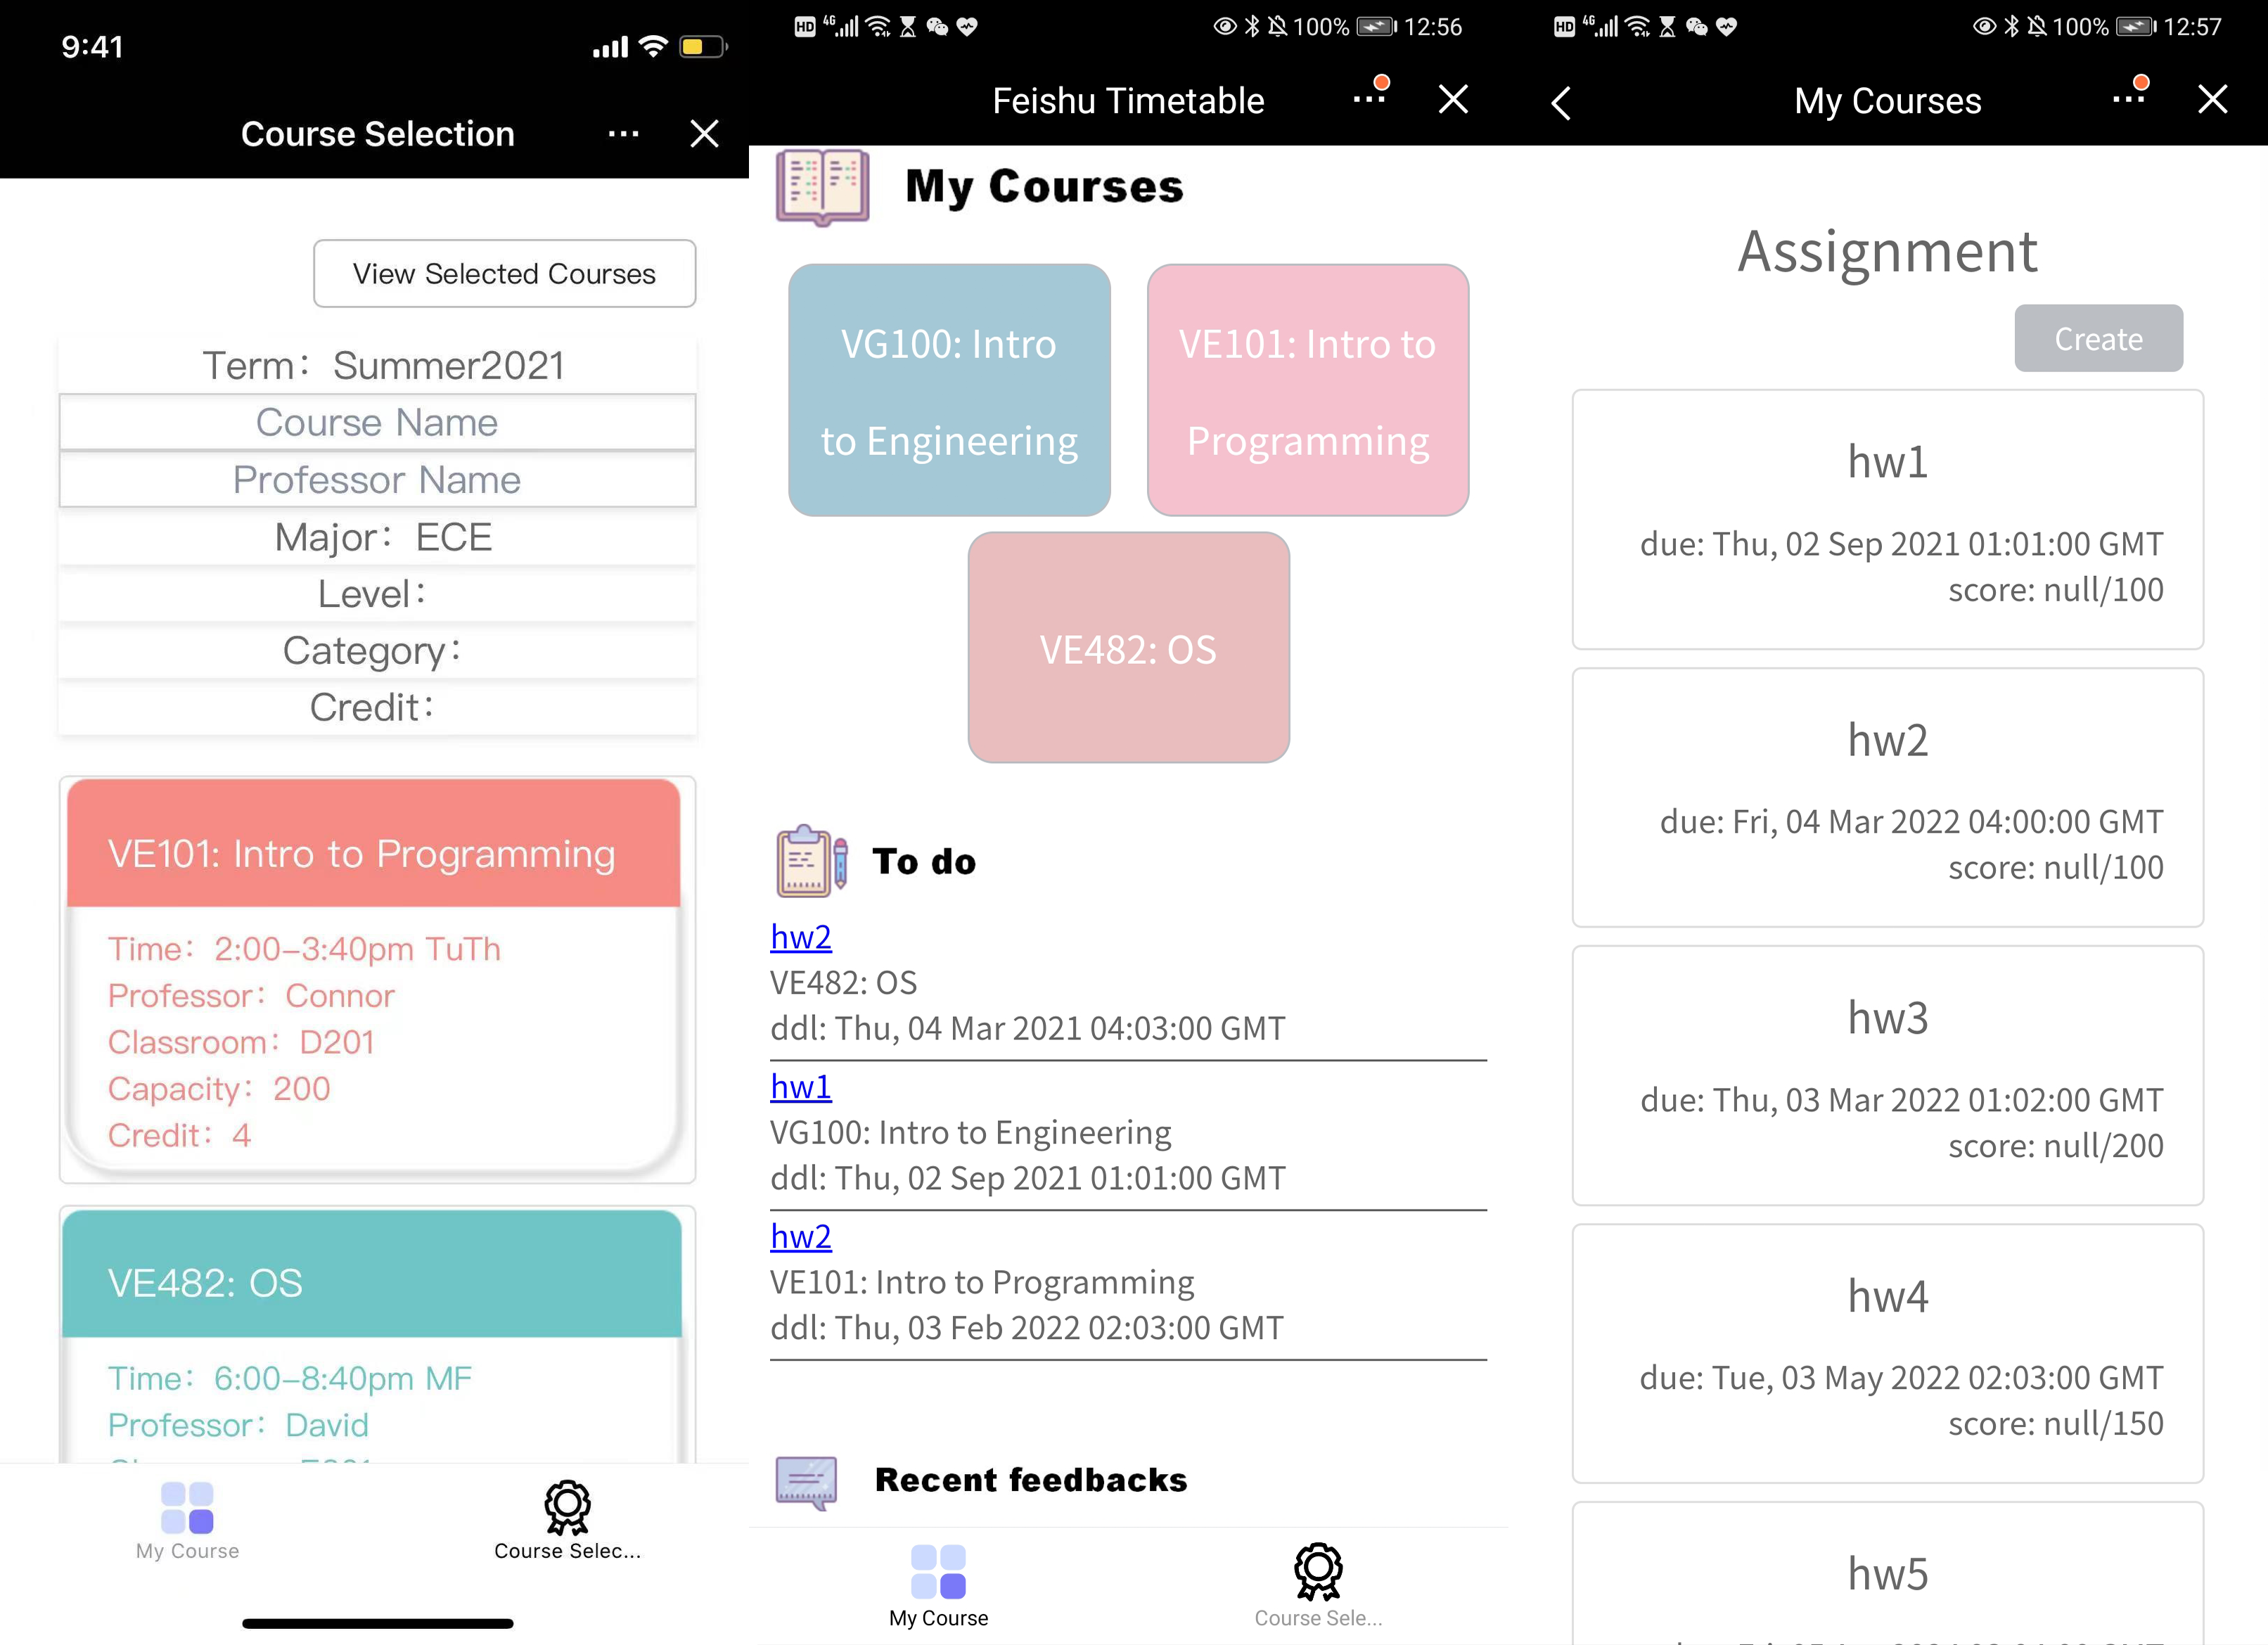 9:41
Course Selection
View Selected Courses
Term： Summer2021
Course Name
Professor Name
Major： ECE
Level：
Category：
Credit：
VE101: Intro to Programming
Time： 2:00–3:40pm TuTh
Professor： Connor
Classroom： D201
Capacity： 200
Credit： 4
VE482: OS
Time： 6:00–8:40pm MF
Professor： David
My Course
Course Selec...
HD 4G 100% 12:56
Feishu Timetable
My Courses
VG100: Intro
to Engineering
VE101: Intro to
Programming
VE482: OS
To do
hw2
VE482: OS
ddl: Thu, 04 Mar 2021 04:03:00 GMT
hw1
VG100: Intro to Engineering
ddl: Thu, 02 Sep 2021 01:01:00 GMT
hw2
VE101: Intro to Programming
ddl: Thu, 03 Feb 2022 02:03:00 GMT
Recent feedbacks
My Course
Course Sele...
HD 4G 100% 12:57
My Courses
Assignment
Create
hw1
due: Thu, 02 Sep 2021 01:01:00 GMT
score: null/100
hw2
due: Fri, 04 Mar 2022 04:00:00 GMT
score: null/100
hw3
due: Thu, 03 Mar 2022 01:02:00 GMT
score: null/200
hw4
due: Tue, 03 May 2022 02:03:00 GMT
score: null/150
hw5